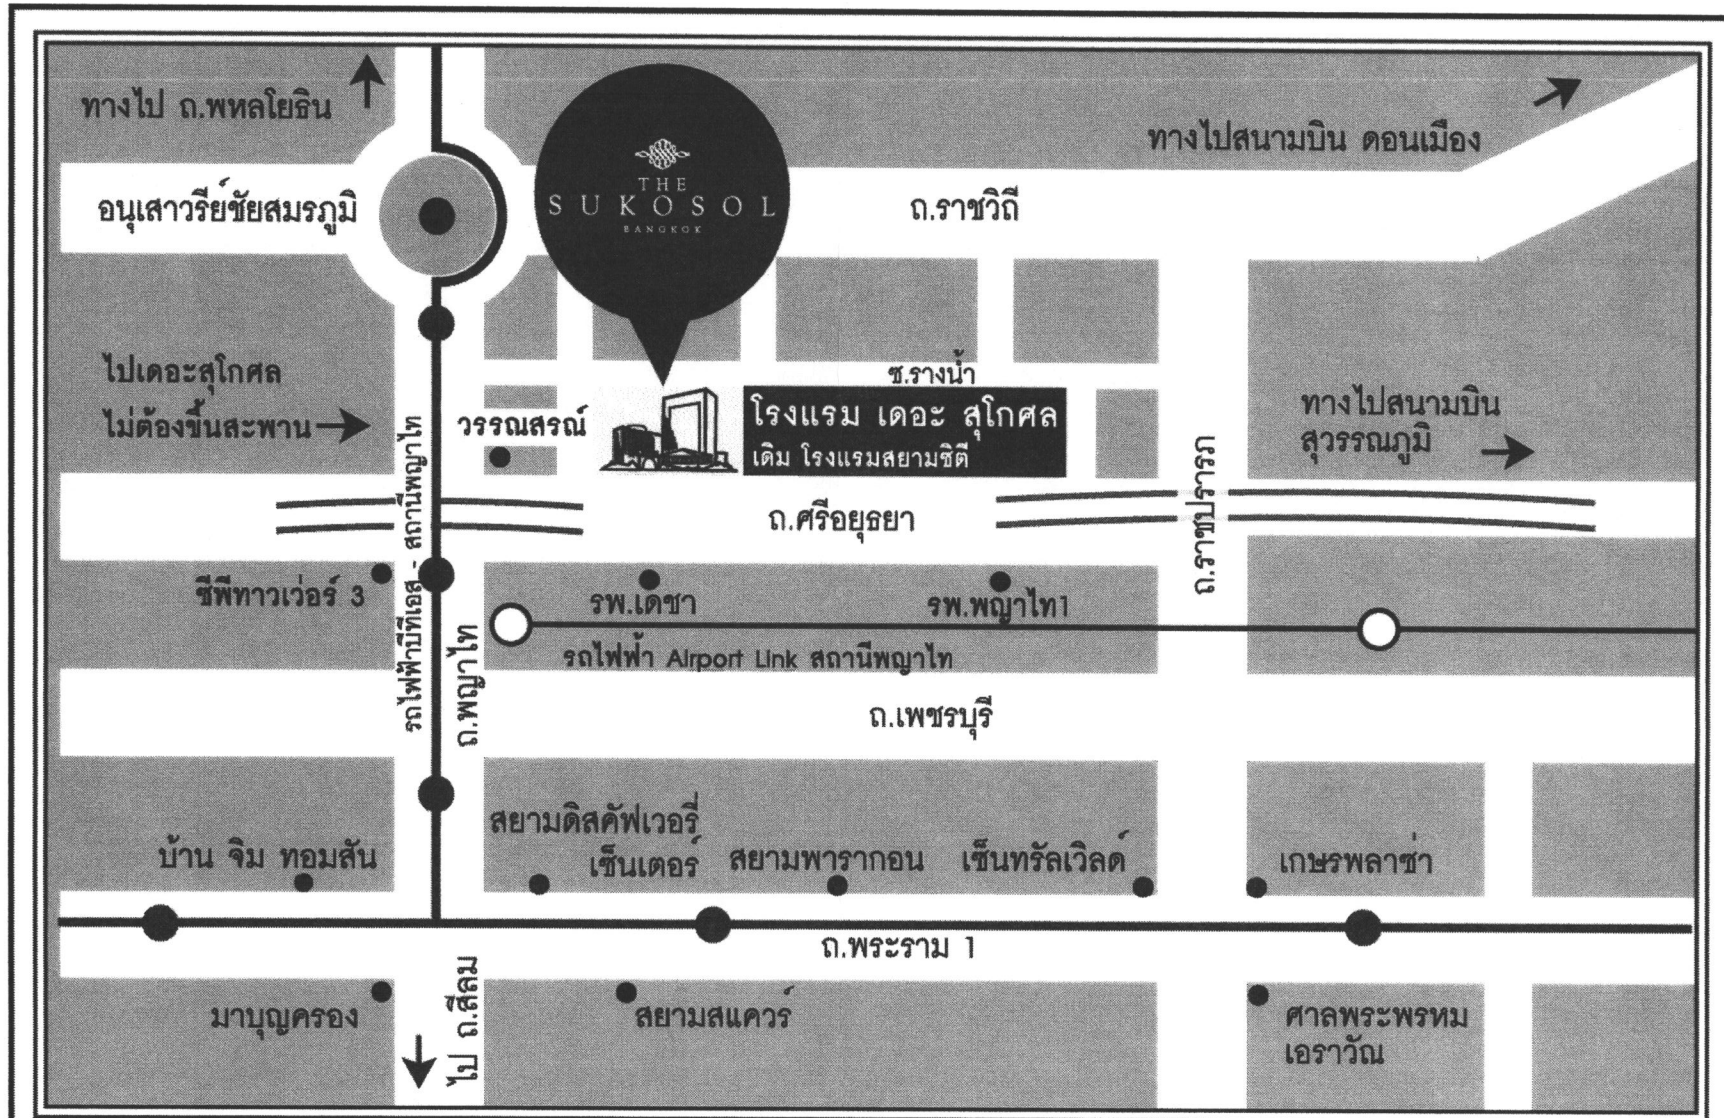 ทางไป ถ.พหลโยธิน
ทางไปสนามบิน ดอนเมือง
อนุเสาวรีย์ชัยสมรภูมิ
THE
SUKOSOL
BANGKOK
ถ.ราชวิถี
ไปเดอะสุโกศล
ไม่ต้องขึ้นสะพาน
วรรณสรณ์
ซ.รางน้ำ
โรงแรม เดอะ สุโกศล
เดิม โรงแรมสยามซิตี
ทางไปสนามบิน
สุวรรณภูมิ
รถไฟฟ้าบีทีเอส - สถานีพญาไท
ถ.ศรีอยุธยา
ถ.ราชปรารภ
ซีพีทาวเว่อร์ 3
รพ.เดชา
รพ.พญาไท1
ถ.พญาไท
รถไฟฟ้า Airport Link สถานีพญาไท
ถ.เพชรบุรี
บ้าน จิม ทอมสัน
สยามดิสคัฟเวอรี่
เซ็นเตอร์
สยามพารากอน
เซ็นทรัลเวิลด์
เกษรพลาซ่า
ถ.พระราม 1
มาบุญครอง
ไป ถ.สีลม
สยามสแควร์
ศาลพระพรหม
เอราวัณ